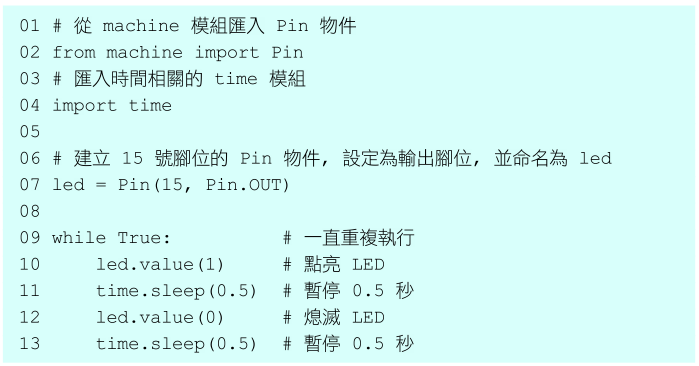 01 # 從 machine 模組匯入 Pin 物件
02 from machine import Pin
03 # 匯入時間相關的 time 模組
04 import time
05
06 # 建立 15 號腳位的 Pin 物件, 設定為輸出腳位, 並命名為 led
07 led = Pin(15, Pin.OUT)
08
09 while True:          # 一直重複執行
10     led.value(1)     # 點亮 LED
11     time.sleep(0.5)  # 暫停 0.5 秒
12     led.value(0)     # 熄滅 LED
13     time.sleep(0.5)  # 暫停 0.5 秒